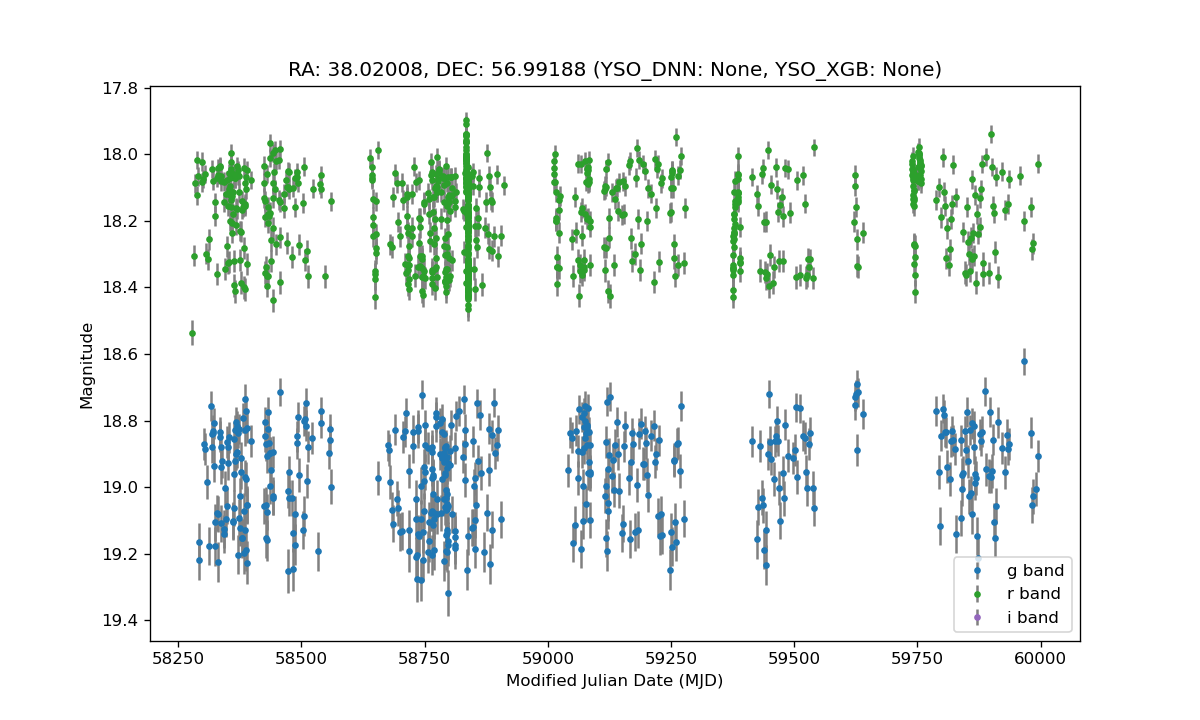 RA: 38.02008, DEC: 56.99188 (YSO_DNN: None, YSO_XGB: None)
17.8
18.0
18.2
18.4
18.6
18.8
19.0
19.2
19.4
Magnitude
g band
r band
i band
58250
58500
58750
59000
59250
59500
59750
60000
Modified Julian Date (MJD)